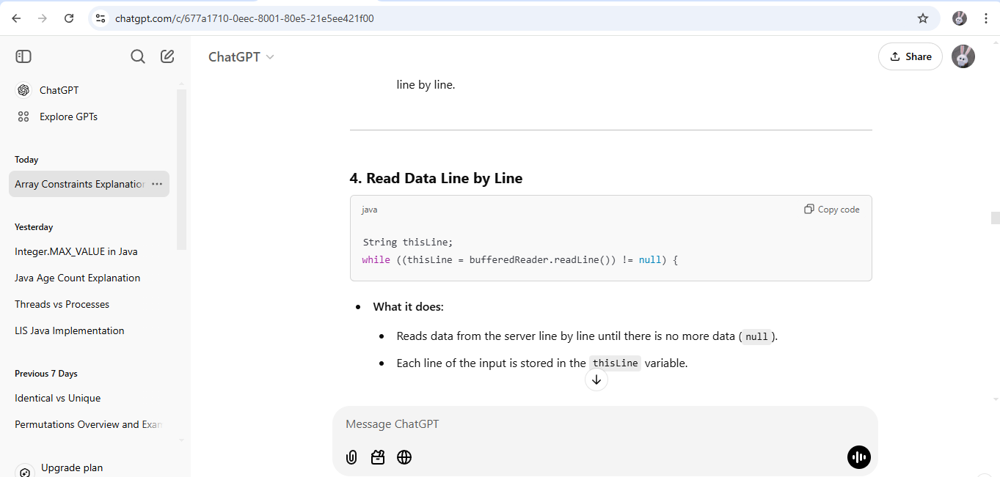 chatgpt.com/c/677a1710-0eec-8001-80e5-21e5ee421f00
ChatGPT
Explore GPTs
Today
Array Constraints Explanation
Yesterday
Integer.MAX_VALUE in Java
Java Age Count Explanation
Threads vs Processes
LIS Java Implementation
Previous 7 Days
Identical vs Unique
Permutations Overview and Exam
Upgrade plan
ChatGPT
Share
line by line.
4. Read Data Line by Line
java
Copy code
String thisLine;
while ((thisLine = bufferedReader.readLine()) != null) {
• What it does:
• Reads data from the server line by line until there is no more data (null).
• Each line of the input is stored in the thisLine variable.
Message ChatGPT